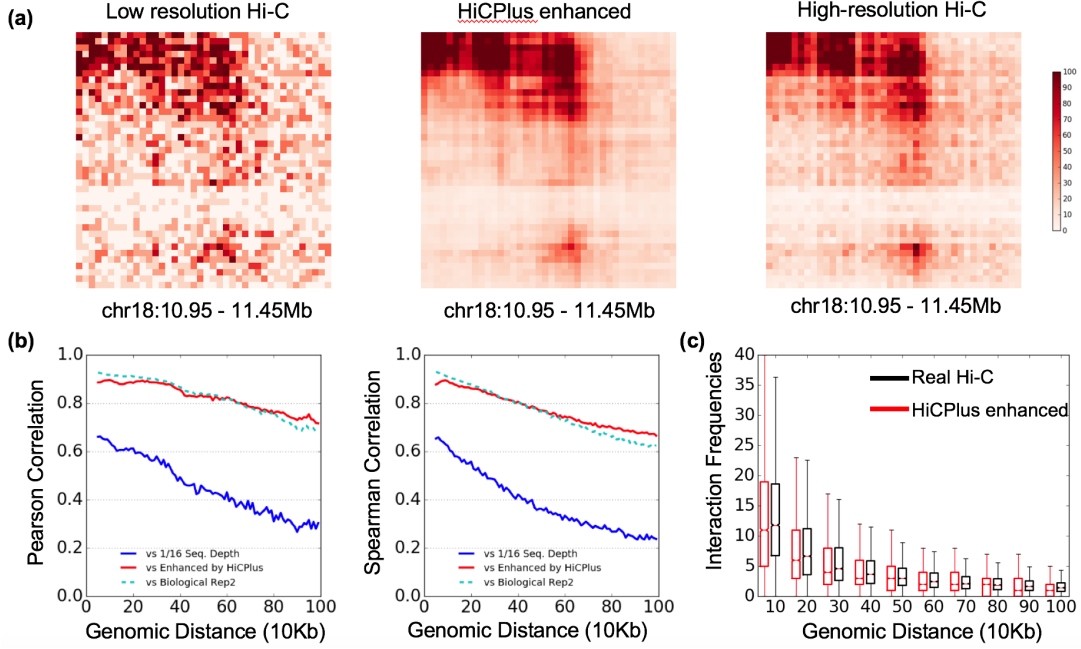 (a)
Low resolution Hi-C
HiCPlus enhanced
High-resolution Hi-C
100
90
80
70
60
50
40
30
20
10
0
chr18:10.95 - 11.45Mb
chr18:10.95 - 11.45Mb
chr18:10.95 - 11.45Mb
(b)
Pearson Correlation
1.0
0.8
0.6
0.4
0.2
0.0
vs 1/16 Seq. Depth
vs Enhanced by HiCPlus
vs Biological Rep2
0 20 40 60 80 100
Genomic Distance (10Kb)
Spearman Correlation
1.0
0.8
0.6
0.4
0.2
0.0
vs 1/16 Seq. Depth
vs Enhanced by HiCPlus
vs Biological Rep2
0 20 40 60 80 100
Genomic Distance (10Kb)
(c)
Interaction Frequencies
40
35
30
25
20
15
10
5
0
Real Hi-C
HiCPlus enhanced
10 20 30 40 50 60 70 80 90 100
Genomic Distance (10Kb)